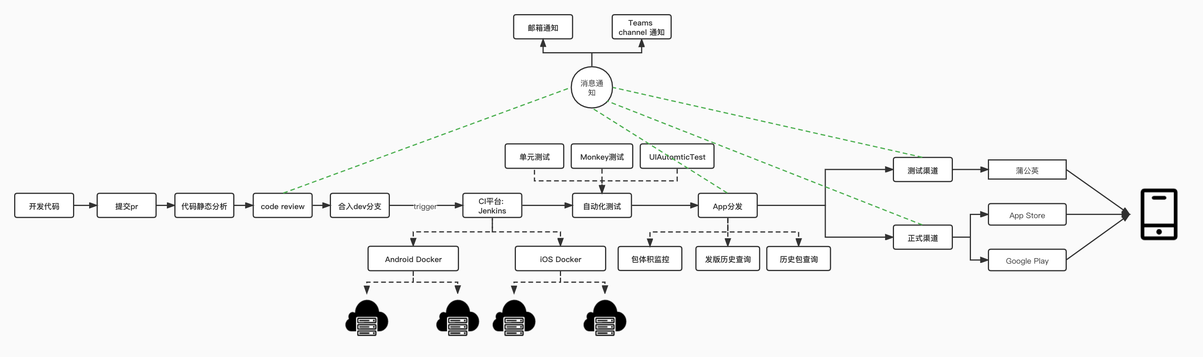 邮箱通知
Teams
channel 通知
消息通
知
单元测试
Monkey测试
UIAutomticTest
测试渠道
蒲公英
开发代码
提交pr
代码静态分析
code review
合入dev分支
trigger
CI平台:
Jenkins
自动化测试
App分发
App Store
正式渠道
Android Docker
iOS Docker
包体积监控
发版历史查询
历史包查询
Google Play